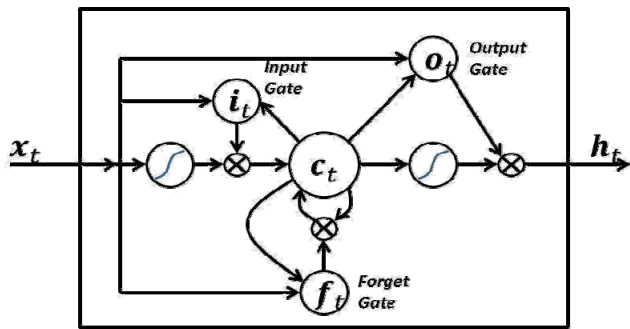 Output
Gate
o_t
Input
Gate
i_t
x_t
c_t
h_t
f_t
Forget
Gate